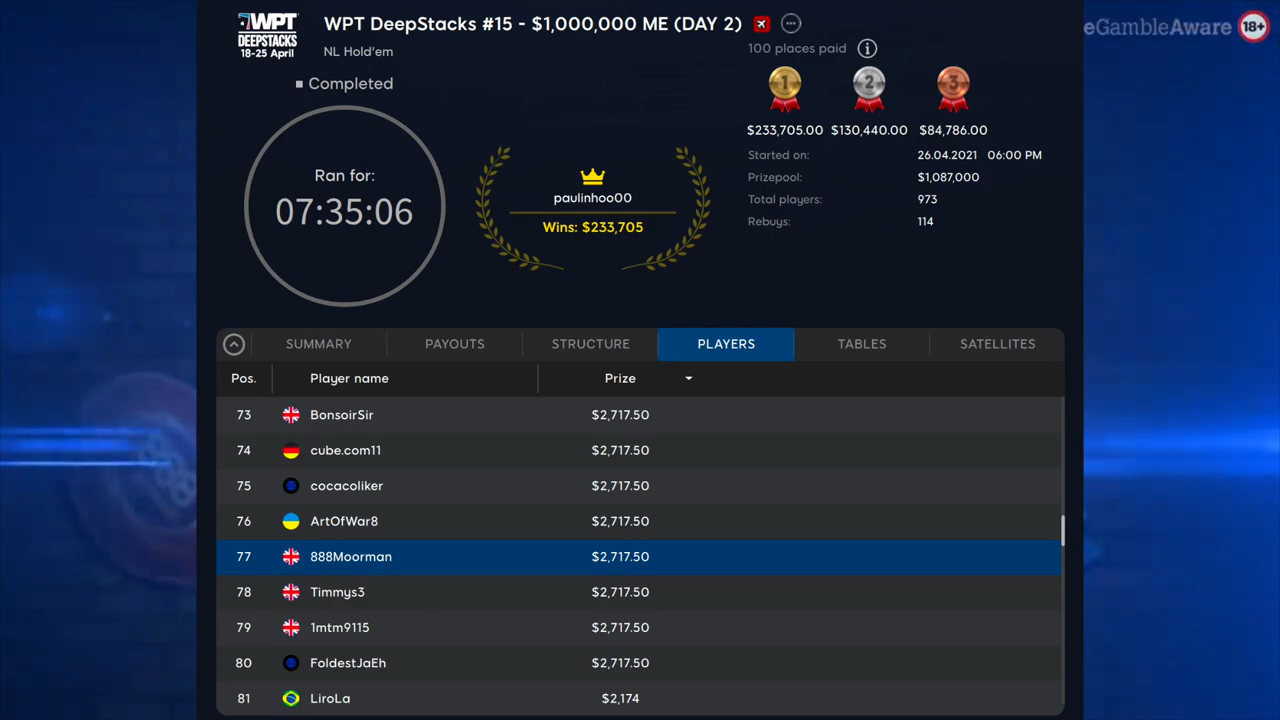 WPT
DEEPSTACKS
18-25 April
WPT DeepStacks #15 - $1,000,000 ME (DAY 2)
NL Hold'em
Completed
Ran for:
07:35:06
paulinhoo00
Wins: $233,705
100 places paid
1 2 3
$233,705.00 $130,440.00 $84,786.00
Started on: 26.04.2021 06:00 PM
Prizepool: $1,087,000
Total players: 973
Rebuys: 114
eGambleAware 18+
SUMMARY PAYOUTS STRUCTURE PLAYERS TABLES SATELLITES
Pos. Player name Prize
73 BonsoirSir $2,717.50
74 cube.com11 $2,717.50
75 cocacoliker $2,717.50
76 ArtOfWar8 $2,717.50
77 888Moorman $2,717.50
78 Timmys3 $2,717.50
79 1mtm9115 $2,717.50
80 FoldestJaEh $2,717.50
81 LiroLa $2,174